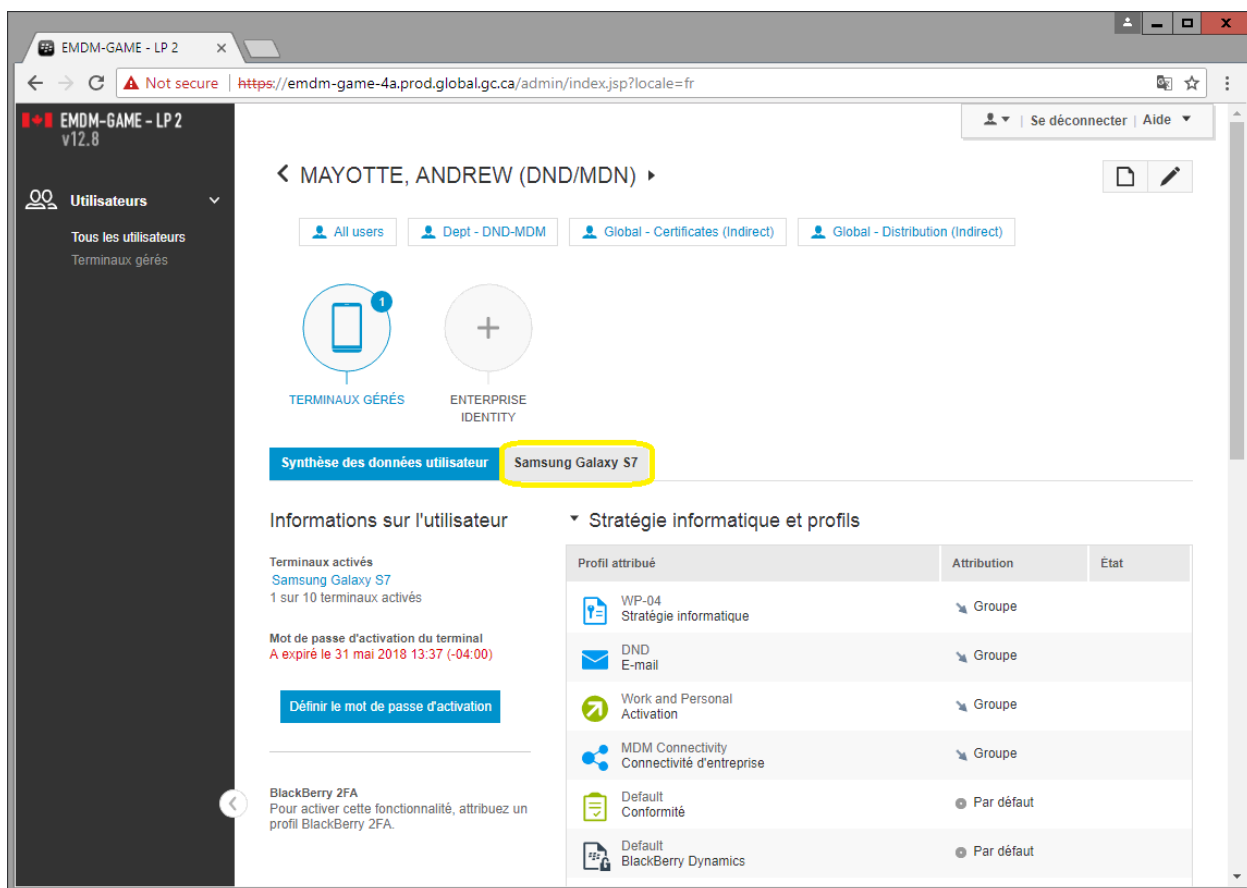 EMDM-GAME - LP 2
Not secure | https://emdm-game-4a.prod.global.gc.ca/admin/index.jsp?locale=fr
EMDM-GAME - LP 2
v12.8
Se déconnecter | Aide
MAYOTTE, ANDREW (DND/MDN)
Utilisateurs
Tous les utilisateurs
Terminaux gérés
All users
Dept - DND-MDM
Global - Certificates (Indirect)
Global - Distribution (Indirect)
1
TERMINAUX GÉRÉS
ENTERPRISE
IDENTITY
Synthèse des données utilisateur
Samsung Galaxy S7
Informations sur l'utilisateur
Terminaux activés
Samsung Galaxy S7
1 sur 10 terminaux activés
Mot de passe d'activation du terminal
A expiré le 31 mai 2018 13:37 (-04:00)
Définir le mot de passe d'activation
BlackBerry 2FA
Pour activer cette fonctionnalité, attribuez un
profil BlackBerry 2FA.
Stratégie informatique et profils
Profil attribué
Attribution
État
WP-04
Stratégie informatique
Groupe
DND
E-mail
Groupe
Work and Personal
Activation
Groupe
MDM Connectivity
Connectivité d'entreprise
Groupe
Default
Conformité
Par défaut
Default
BlackBerry Dynamics
Par défaut